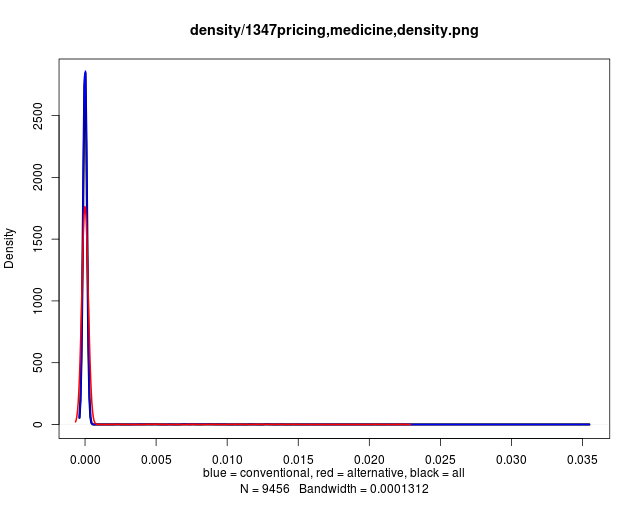 density/1347pricing,medicine,density.png
Density
2500
2000
1500
1000
500
0
0.000 0.005 0.010 0.015 0.020 0.025 0.030 0.035
blue = conventional, red = alternative, black = all
N = 9456 Bandwidth = 0.0001312